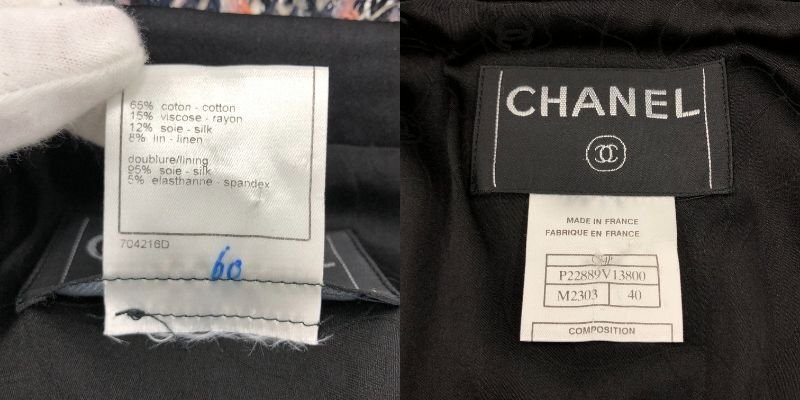 65% coton - cotton
15% viscose - rayon
12% soie - silk
8% lin - linen
doublure/lining
95% soie - silk
5% elasthanne - spandex
704216D
60
CHANEL
MADE IN FRANCE
FABRIQUE EN FRANCE
P22889V13800
M2303 40
COMPOSITION